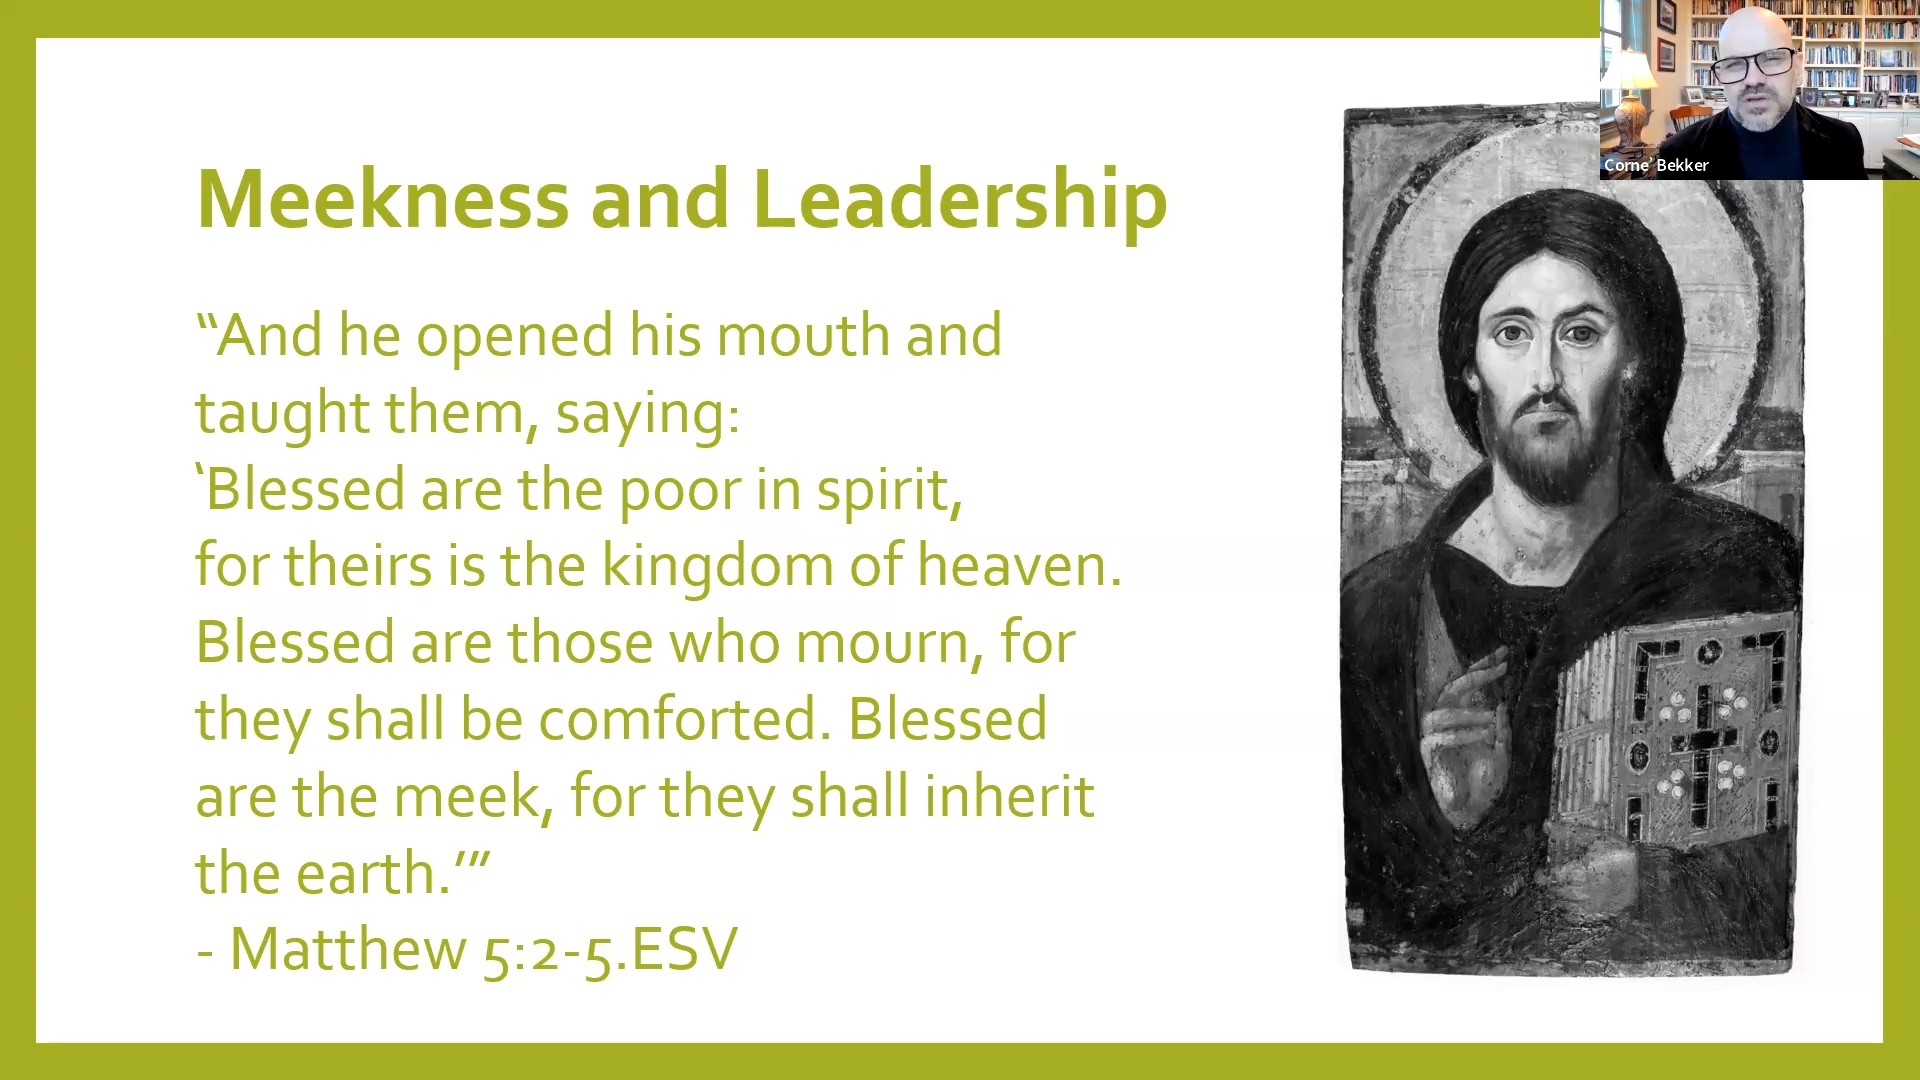 Corne' Bekker
Meekness and Leadership
“And he opened his mouth and
taught them, saying:
‘Blessed are the poor in spirit,
for theirs is the kingdom of heaven.
Blessed are those who mourn, for
they shall be comforted. Blessed
are the meek, for they shall inherit
the earth.’”
- Matthew 5:2-5.ESV